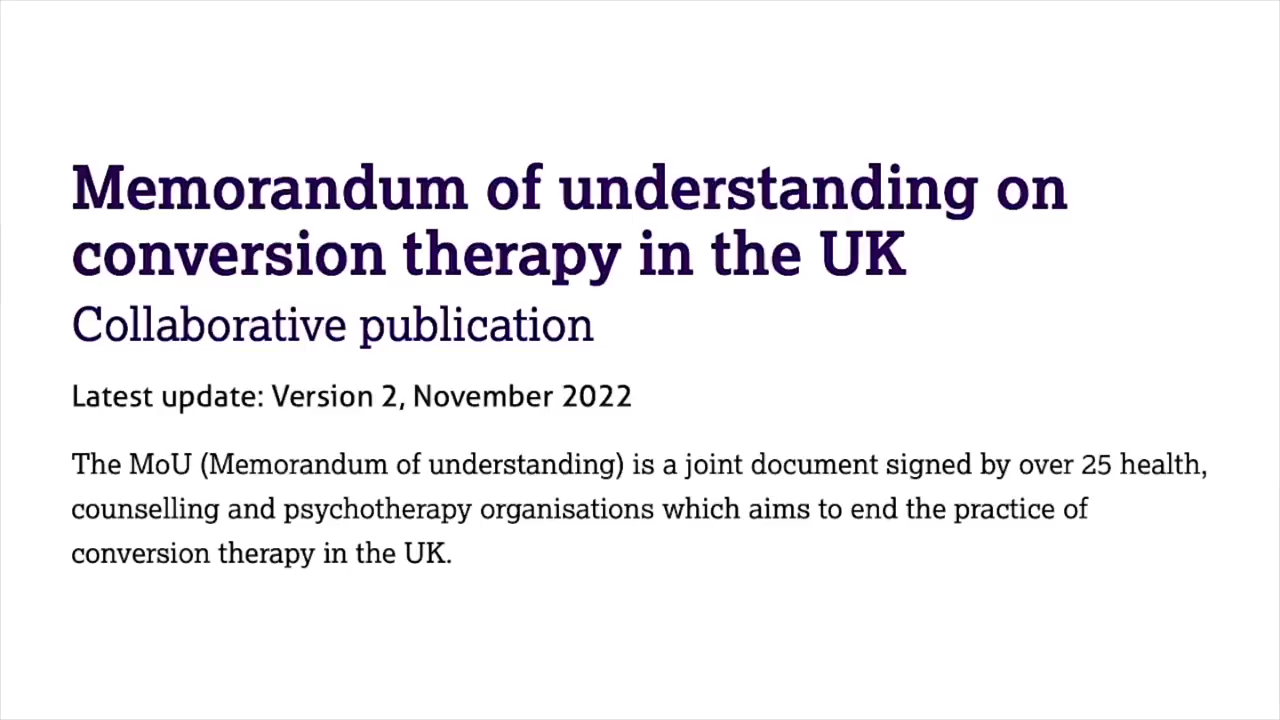 Memorandum of understanding on
conversion therapy in the UK
Collaborative publication
Latest update: Version 2, November 2022
The MoU (Memorandum of understanding) is a joint document signed by over 25 health,
counselling and psychotherapy organisations which aims to end the practice of
conversion therapy in the UK.